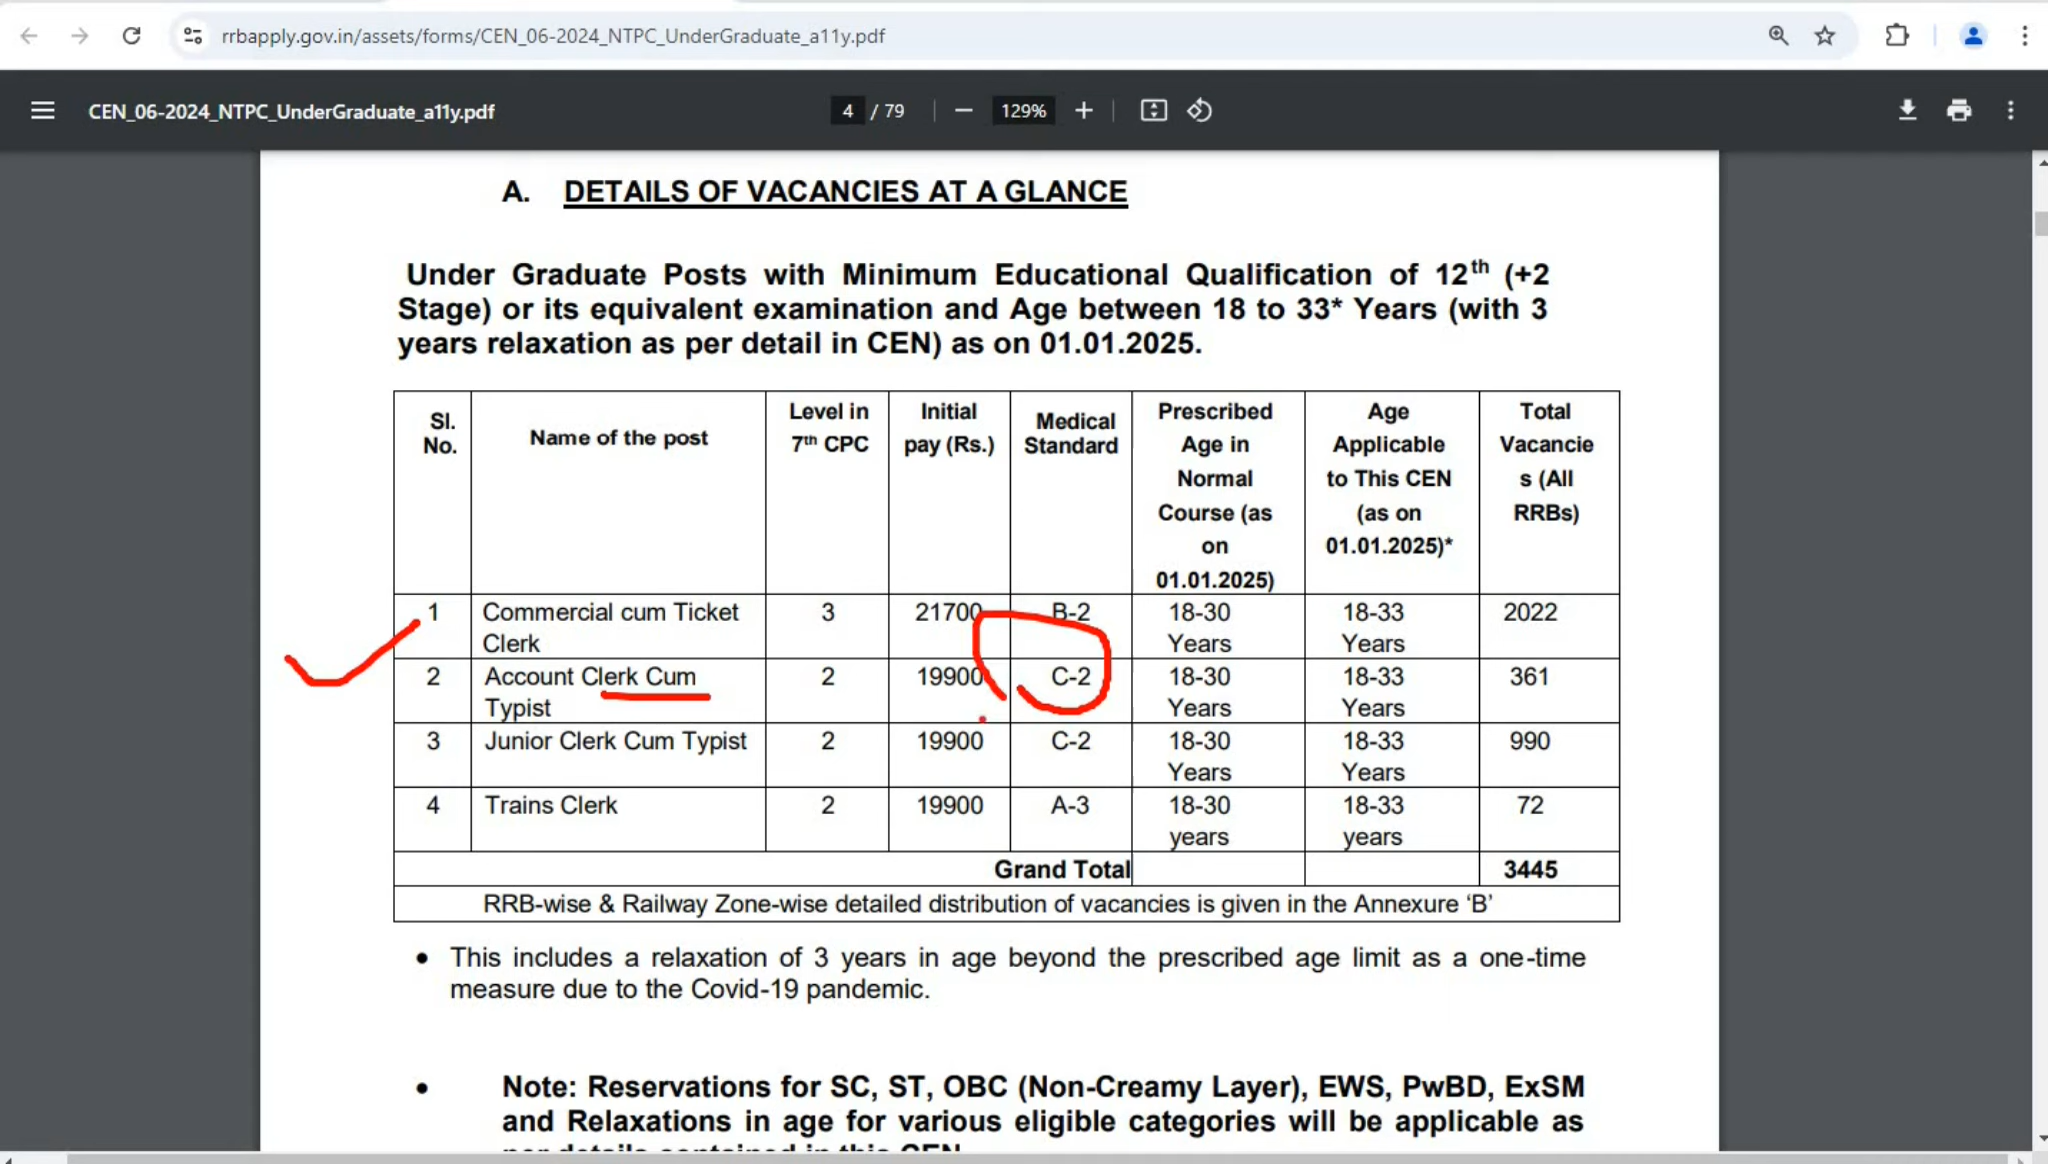 rrbapply.gov.in/assets/forms/CEN_06-2024_NTPC_UnderGraduate_a11y.pdf
CEN_06-2024_NTPC_UnderGraduate_a11y.pdf
4 / 79
129%
A. DETAILS OF VACANCIES AT A GLANCE
Under Graduate Posts with Minimum Educational Qualification of 12th (+2
Stage) or its equivalent examination and Age between 18 to 33* Years (with 3
years relaxation as per detail in CEN) as on 01.01.2025.
Sl. No. Name of the post Level in 7th CPC Initial pay (Rs.) Medical Standard Prescribed Age in Normal Course (as on 01.01.2025) Age Applicable to This CEN (as on 01.01.2025)* Total Vacancie s (All RRBs)
1 Commercial cum Ticket Clerk 3 21700 B-2 18-30 Years 18-33 Years 2022
2 Account Clerk Cum Typist 2 19900 C-2 18-30 Years 18-33 Years 361
3 Junior Clerk Cum Typist 2 19900 C-2 18-30 Years 18-33 Years 990
4 Trains Clerk 2 19900 A-3 18-30 years 18-33 years 72
Grand Total 3445
RRB-wise & Railway Zone-wise detailed distribution of vacancies is given in the Annexure ‘B’
• This includes a relaxation of 3 years in age beyond the prescribed age limit as a one-time
measure due to the Covid-19 pandemic.
• Note: Reservations for SC, ST, OBC (Non-Creamy Layer), EWS, PwBD, ExSM
and Relaxations in age for various eligible categories will be applicable as
per details contained in this CEN